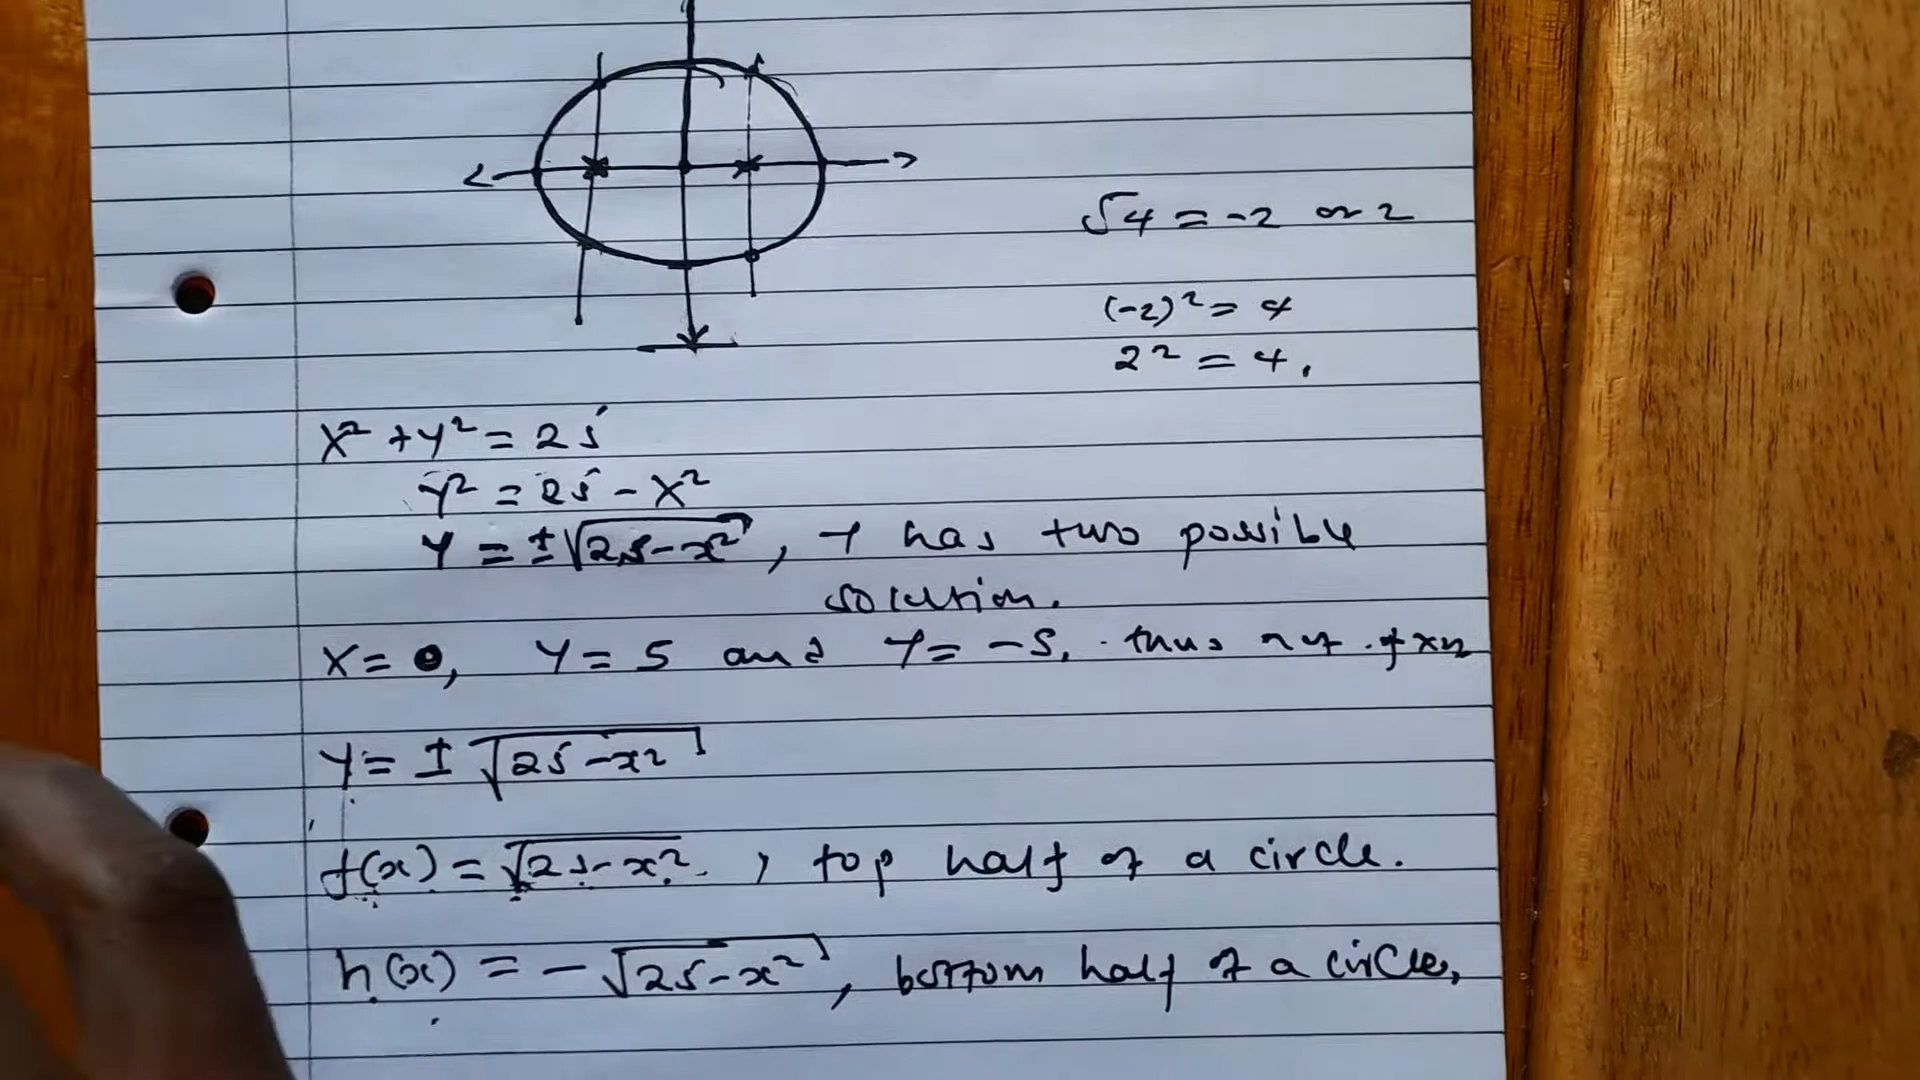 √4 = -2 or 2
(-2)² = 4
2² = 4.
x² + y² = 25
y² = 25 - x²
y = ±√25-x², y has two possible
solution.
x = 0, y = 5 and y = -5. thus not
y = ± √25-x²
f(x) = √25-x², top half of a circle.
h(x) = -√25-x², bottom half of a circle,